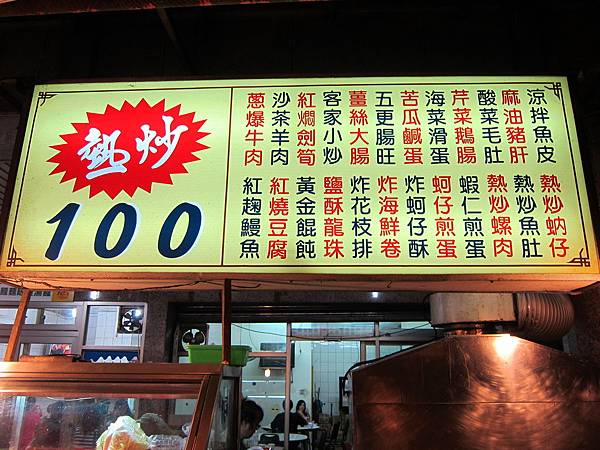 熱炒
100
涼拌魚皮
麻油豬肝
酸菜毛肚
芹菜鵝腸
海菜滑蛋
苦瓜鹹蛋
五更腸旺
薑絲大腸
客家小炒
紅燜劍筍
沙茶羊肉
蔥爆牛肉
熱炒蚋仔
熱炒魚肚
熱炒螺肉
蝦仁煎蛋
蚵仔煎蛋
炸蚵仔酥
炸海鮮卷
炸花枝排
鹽酥龍珠
黃金餛飩
紅燒豆腐
紅麴鰻魚